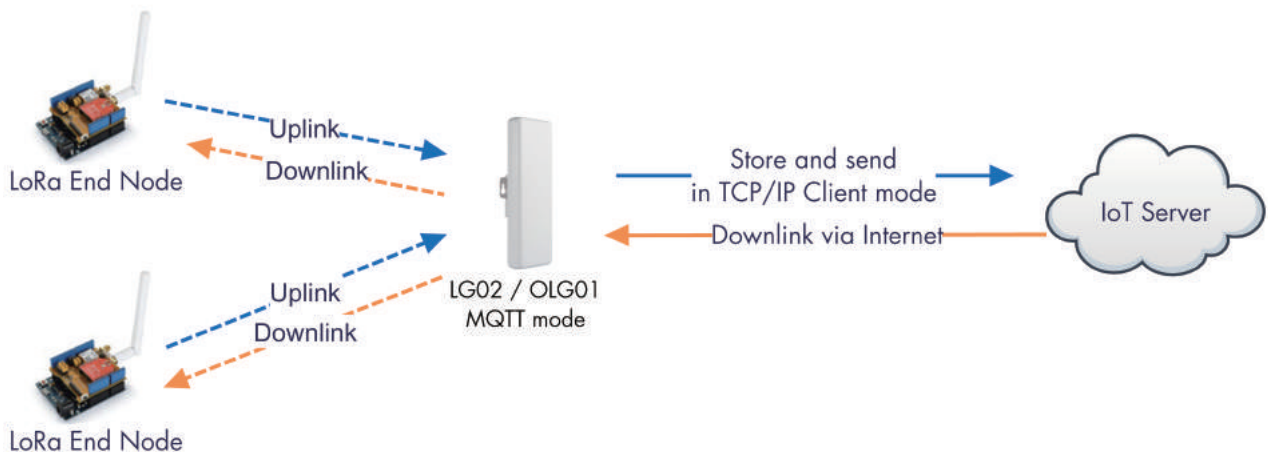 Uplink
Downlink
LoRa End Node
Store and send
in TCP/IP Client mode
Downlink via Internet
IoT Server
LG02 / OLG01
MQTT mode
Uplink
Downlink
LoRa End Node